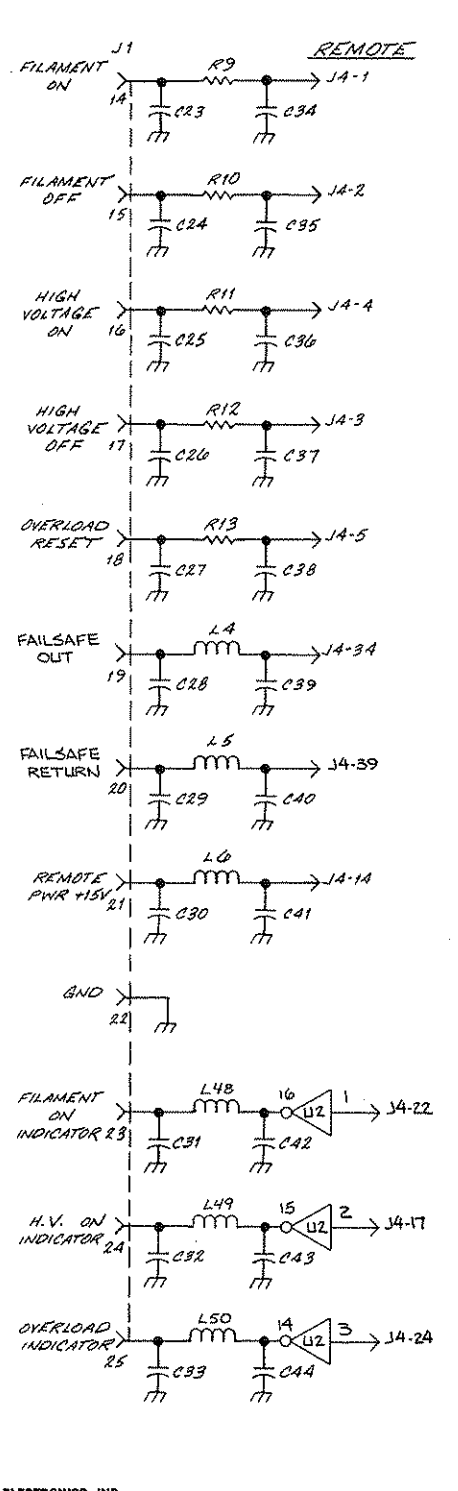 J1
REMOTE
FILAMENT
ON
14
R9
J4-1
C23
C34
FILAMENT
OFF
15
R10
J4-2
C24
C35
HIGH
VOLTAGE
ON
16
R11
J4-4
C25
C36
HIGH
VOLTAGE
OFF
17
R12
J4-3
C26
C37
OVERLOAD
RESET
18
R13
J4-5
C27
C38
FAILSAFE
OUT
19
L4
J4-34
C28
C39
FAILSAFE
RETURN
20
L5
J4-39
C29
C40
REMOTE
PWR +15V
21
L6
J4-14
C30
C41
GND
22
FILAMENT
ON
INDICATOR 23
L48
16
U2
1
J4-22
C31
C42
H.V. ON
INDICATOR
24
L49
15
U2
2
J4-17
C32
C43
OVERLOAD
INDICATOR
25
L50
14
U2
3
J4-24
C33
C44